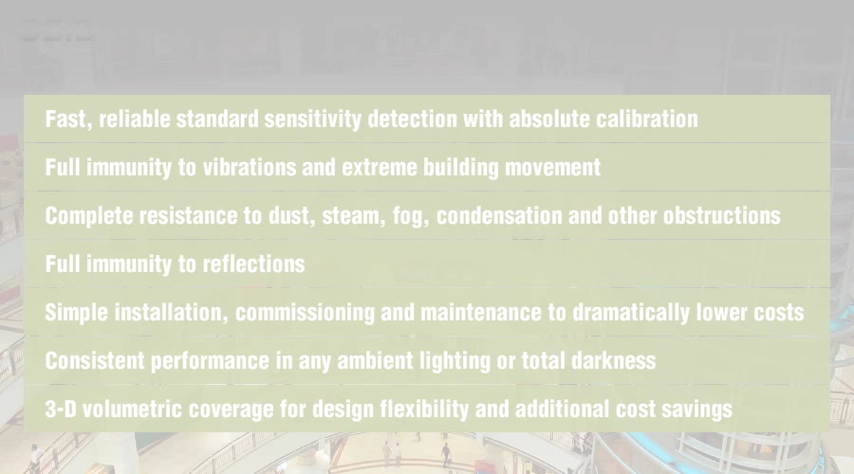 Fast, reliable standard sensitivity detection with absolute calibration
Full immunity to vibrations and extreme building movement
Complete resistance to dust, steam, fog, condensation and other obstructions
Full immunity to reflections
Simple installation, commissioning and maintenance to dramatically lower costs
Consistent performance in any ambient lighting or total darkness
3-D volumetric coverage for design flexibility and additional cost savings